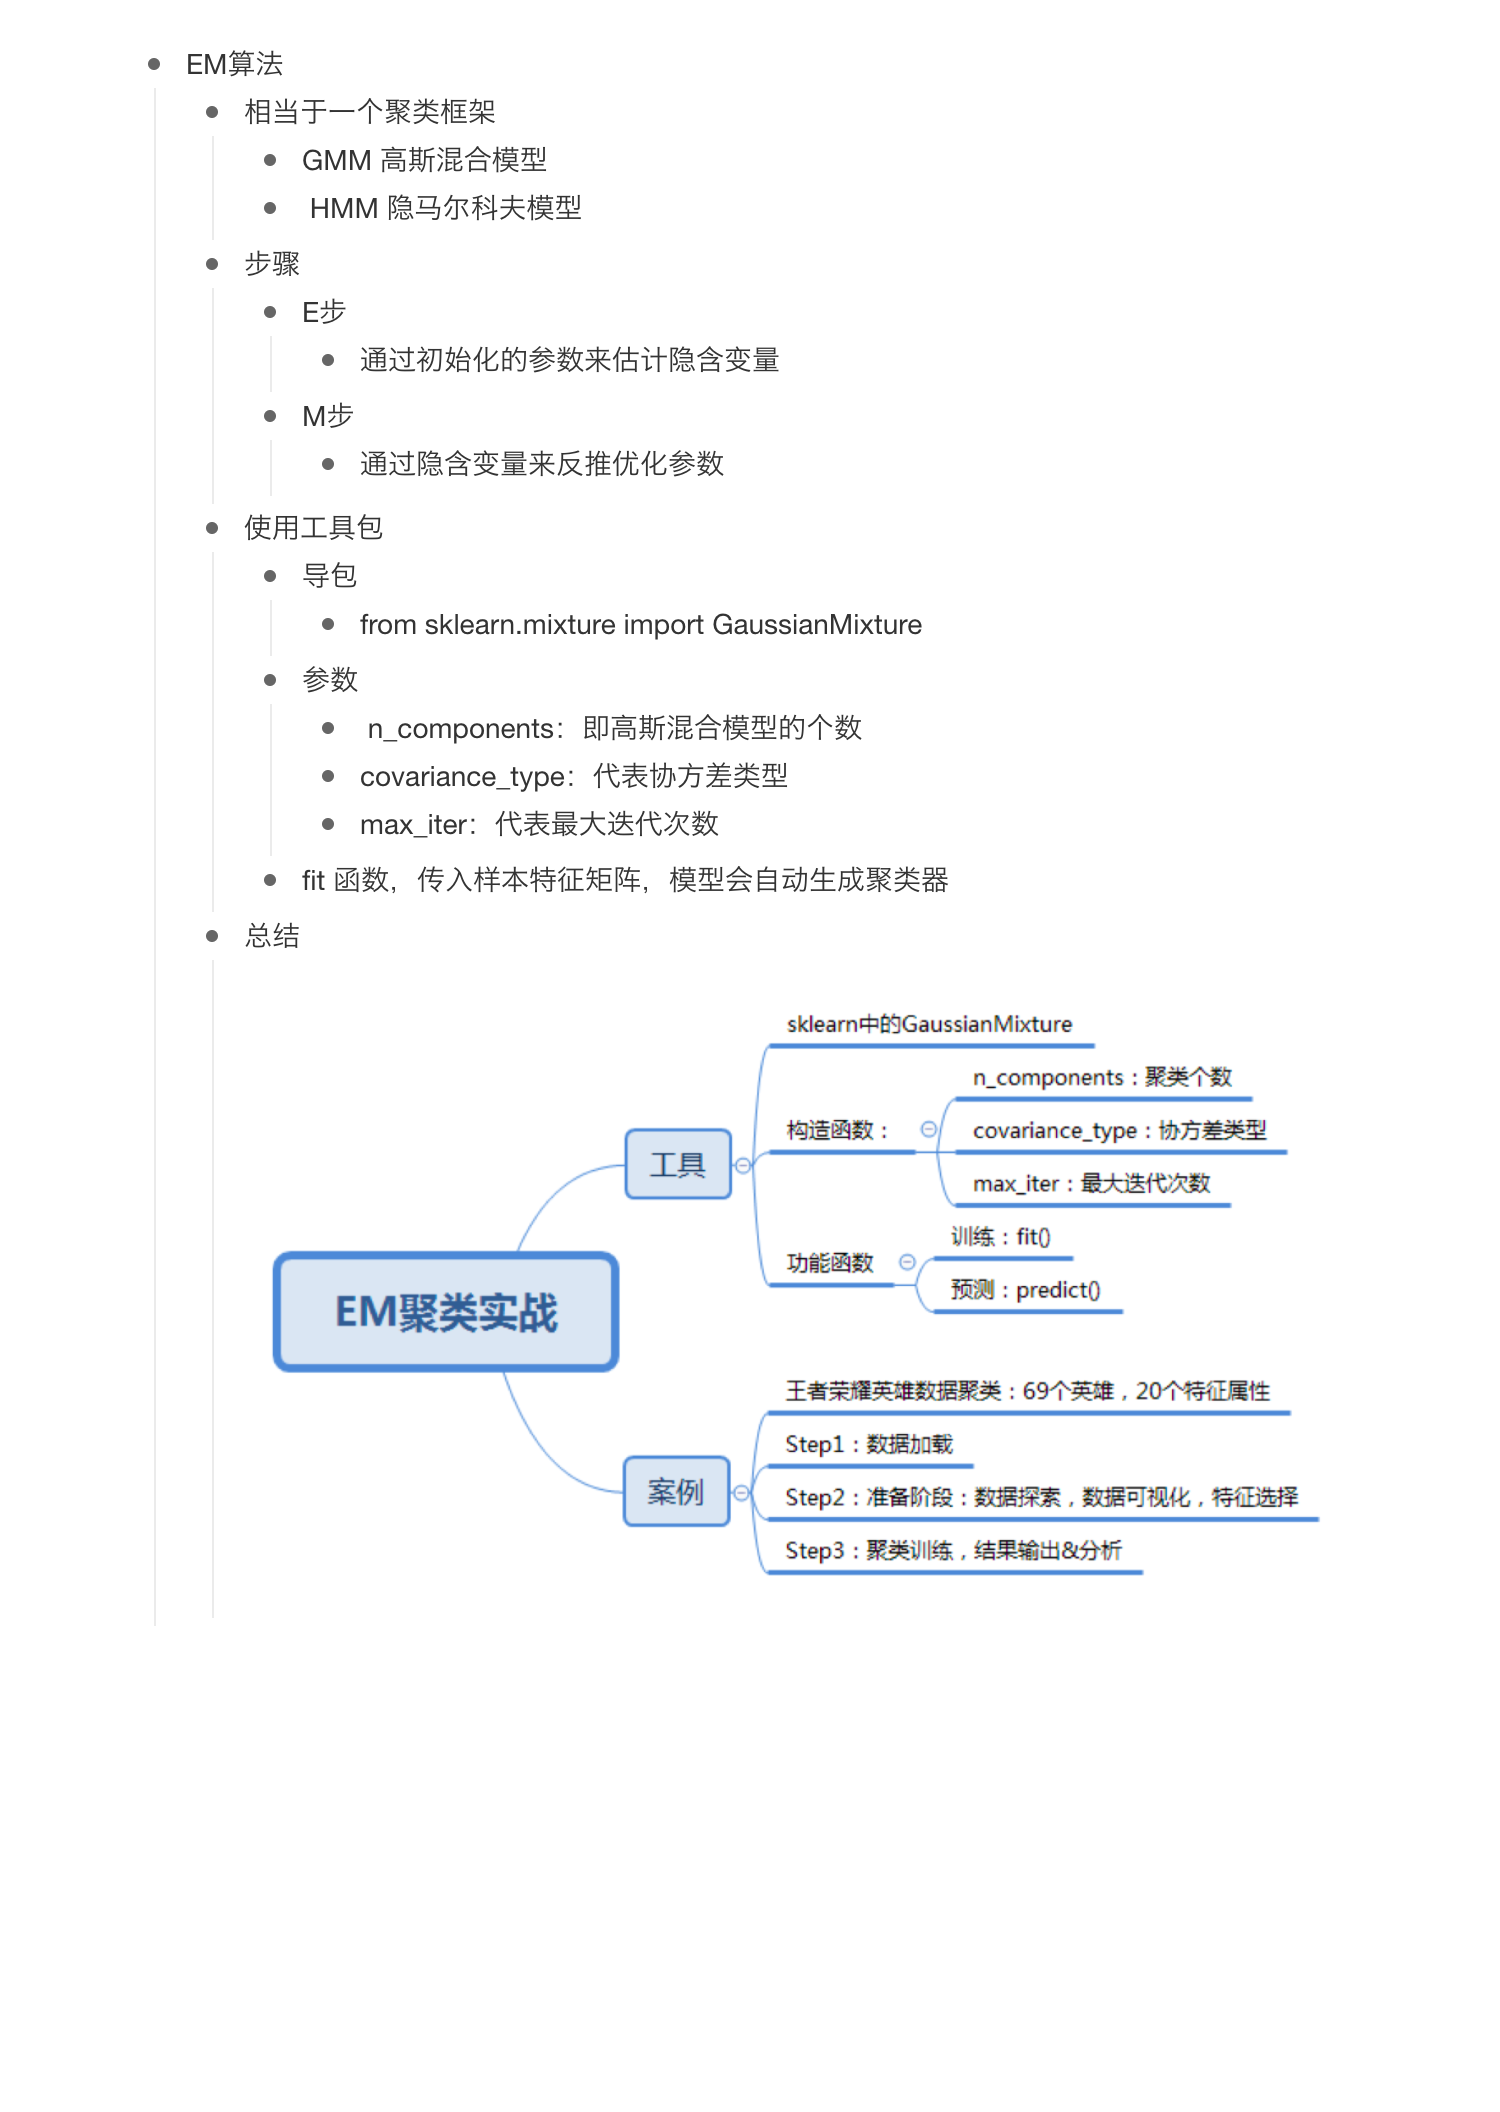 EM算法
相当于一个聚类框架
GMM 高斯混合模型
HMM 隐马尔科夫模型
步骤
E步
通过初始化的参数来估计隐含变量
M步
通过隐含变量来反推优化参数
使用工具包
导包
from sklearn.mixture import GaussianMixture
参数
n_components：即高斯混合模型的个数
covariance_type：代表协方差类型
max_iter：代表最大迭代次数
fit 函数，传入样本特征矩阵，模型会自动生成聚类器
总结
EM聚类实战
工具
sklearn中的GaussianMixture
构造函数：
n_components：聚类个数
covariance_type：协方差类型
max_iter：最大迭代次数
功能函数
训练：fit()
预测：predict()
案例
王者荣耀英雄数据聚类：69个英雄，20个特征属性
Step1：数据加载
Step2：准备阶段：数据探索，数据可视化，特征选择
Step3：聚类训练，结果输出&分析